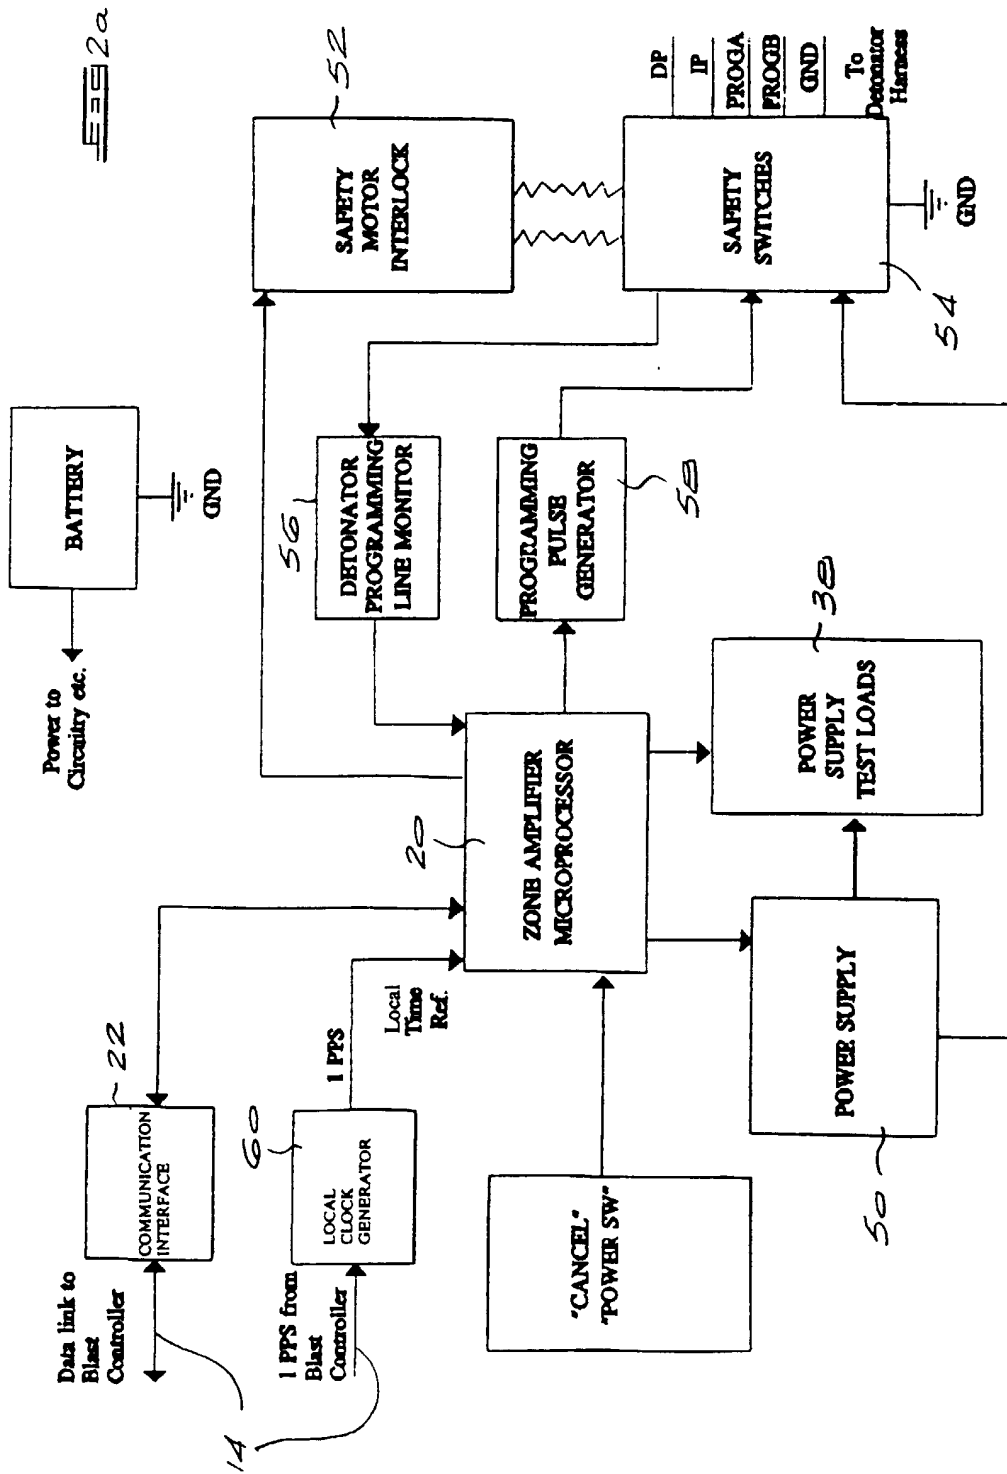 Fig 2a
BATTERY
Power to
Circuitry etc.
GND
SAFETY
MOTOR
INTERLOCK
52
56
DETONATOR
PROGRAMMING
LINE MONITOR
PROGRAMMING
PULSE
GENERATOR
58
SAFETY
SWITCHES
54
GND
DP
IP
PROGA
PROGB
GND
To
Detonator
Harness
22
COMMUNICATION
INTERFACE
Data link to
Blast
Controller
14
60
LOCAL
CLOCK
GENERATOR
1 PPS from
Blast
Controller
1 PPS
Local
Time
Ref.
20
ZONE AMPLIFIER
MICROPROCESSOR
"CANCEL"
"POWER SW"
POWER SUPPLY
50
POWER
SUPPLY
TEST LOADS
38